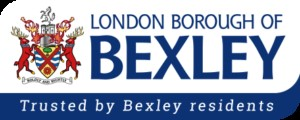 LONDON BOROUGH OF
BEXLEY
Trusted by Bexley residents